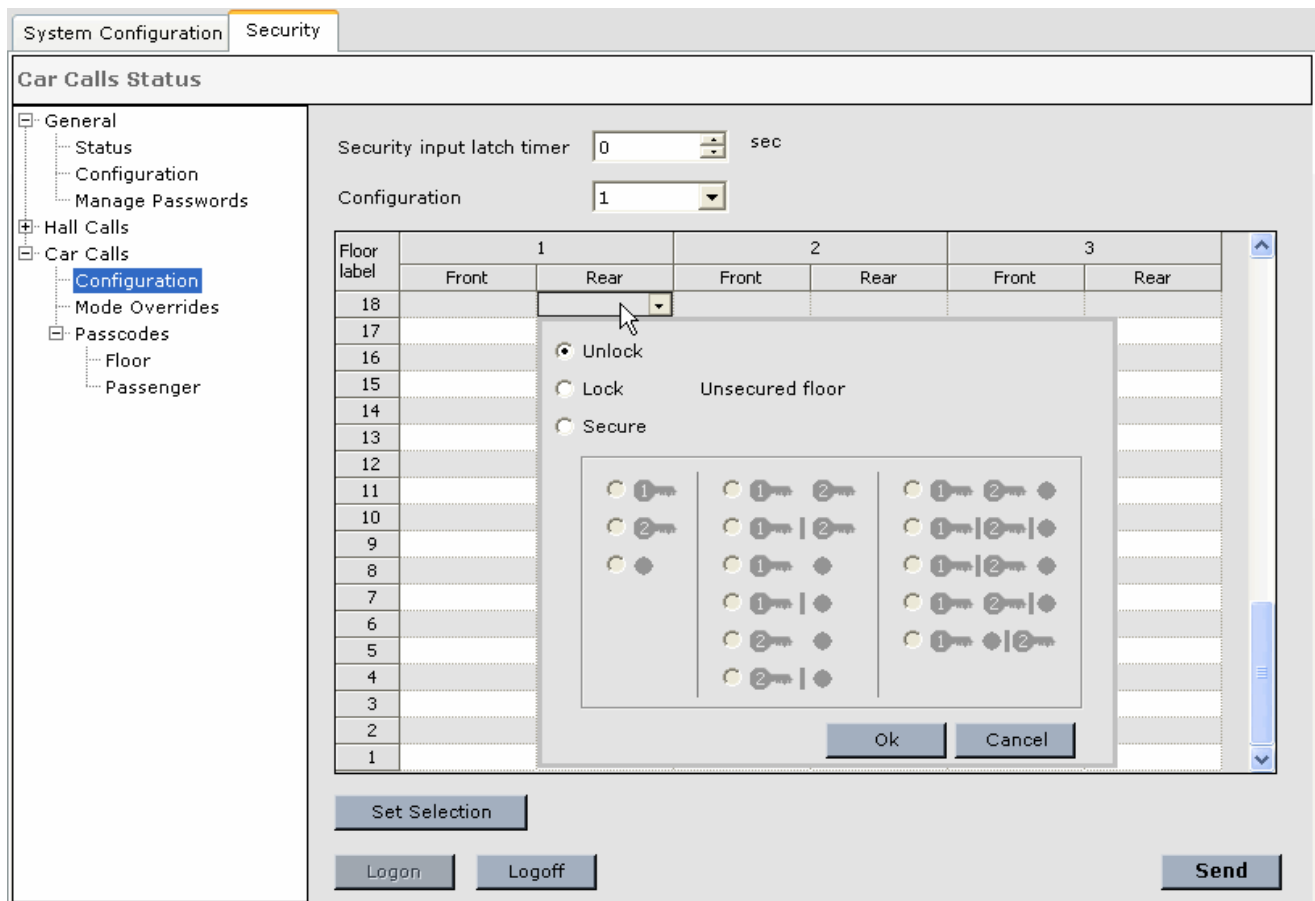 System Configuration Security
Car Calls Status
General
Status
Configuration
Manage Passwords
Hall Calls
Car Calls
Configuration
Mode Overrides
Passcodes
Floor
Passenger
Security input latch timer 0 sec
Configuration 1
Floor label 1 2 3
Front Rear Front Rear Front Rear
18
17
16
15
14
13
12
11
10
9
8
7
6
5
4
3
2
1
Unlock
Lock Unsecured floor
Secure
1 1 2 1 2
2 1 | 2 1 | 2 |
1 1 | 2
1 | 1 2 |
2 1 | 2
2 |
Ok Cancel
Set Selection
Logon Logoff Send